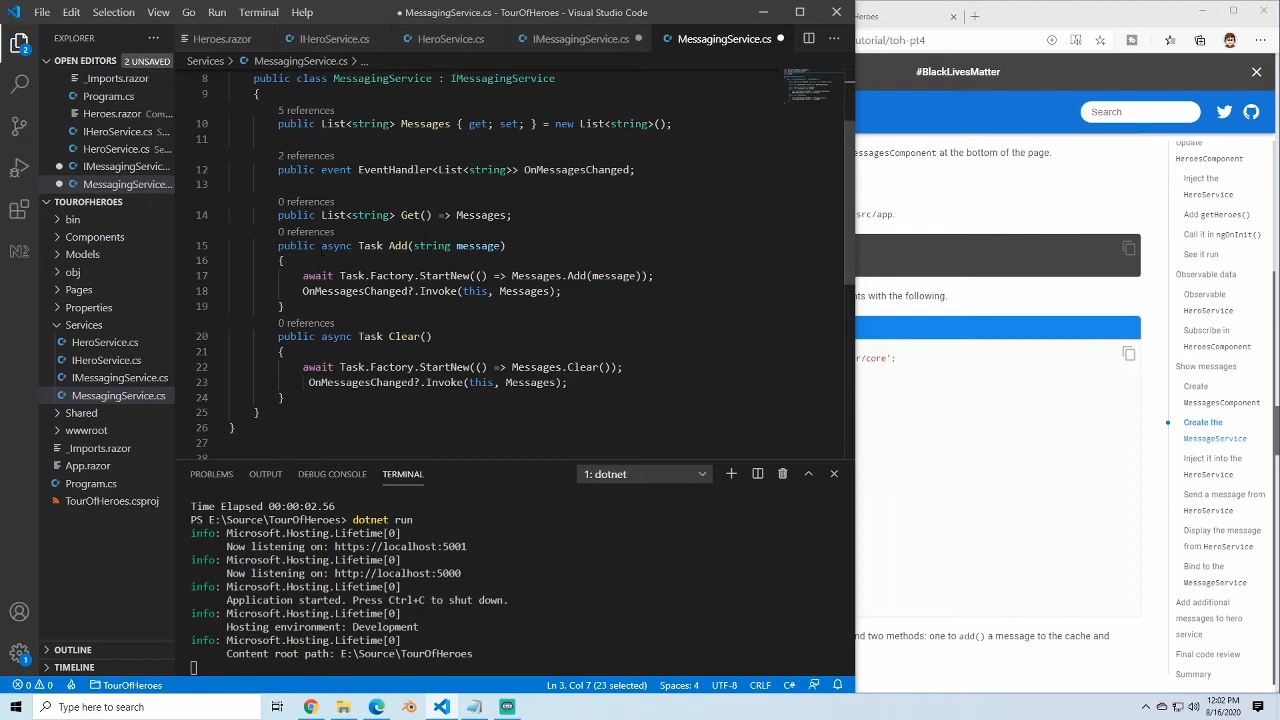 File Edit Selection View Go Run Terminal Help
● MessagingService.cs - TourOfHeroes - Visual Studio Code
EXPLORER
Heroes.razor
IHeroService.cs
HeroService.cs
IMessagingService.cs
MessagingService.cs
OPEN EDITORS 2 UNSAVED
_Imports.razor
Program.cs
Heroes.razor Com...
IHeroService.cs S...
HeroService.cs Se...
IMessagingService...
MessagingService...
TOUROFHEROES
bin
Components
Models
obj
Pages
Properties
Services
HeroService.cs
IHeroService.cs
IMessagingService.cs
MessagingService.cs
Shared
wwwroot
_Imports.razor
App.razor
Program.cs
TourOfHeroes.csproj
OUTLINE
TIMELINE
Services > MessagingService.cs > ...
8 public class MessagingService : IMessagingService
9 {
5 references
10 public List<string> Messages { get; set; } = new List<string>();
11
2 references
12 public event EventHandler<List<string>> OnMessagesChanged;
13
0 references
14 public List<string> Get() => Messages;
0 references
15 public async Task Add(string message)
16 {
17 await Task.Factory.StartNew(() => Messages.Add(message));
18 OnMessagesChanged?.Invoke(this, Messages);
19 }
0 references
20 public async Task Clear()
21 {
22 await Task.Factory.StartNew(() => Messages.Clear());
23 OnMessagesChanged?.Invoke(this, Messages);
24 }
25 }
26 }
27
28
PROBLEMS OUTPUT DEBUG CONSOLE TERMINAL 1: dotnet
Time Elapsed 00:00:02.56
PS E:\Source\TourOfHeroes> dotnet run
info: Microsoft.Hosting.Lifetime[0]
Now listening on: https://localhost:5001
info: Microsoft.Hosting.Lifetime[0]
Now listening on: http://localhost:5000
info: Microsoft.Hosting.Lifetime[0]
Application started. Press Ctrl+C to shut down.
info: Microsoft.Hosting.Lifetime[0]
Hosting environment: Development
info: Microsoft.Hosting.Lifetime[0]
Content root path: E:\Source\TourOfHeroes
0 0 TourOfHeroes Ln 3, Col 7 (23 selected) Spaces: 4 UTF-8 CRLF C#
Heroes
utorial/toh-pt4
#BlackLivesMatter
Search
essagesComponent at the bottom of the page.
src/app.
nts with the following.
r/core';
nd two methods: one to add() a message to the cache and
Update
HeroesComponent
Inject the
HeroService
Add getHeroes()
Call it in ngOnInit()
See it run
Observable data
Observable
HeroService
Subscribe in
HeroesComponent
Show messages
Create
MessagesComponent
Create the
MessageService
Inject it into the
HeroService
Send a message from
HeroService
Display the message
from HeroService
Bind to the
MessageService
Add additional
messages to hero
service
Final code review
Summary
Type here to search
12:02 PM
8/16/2020